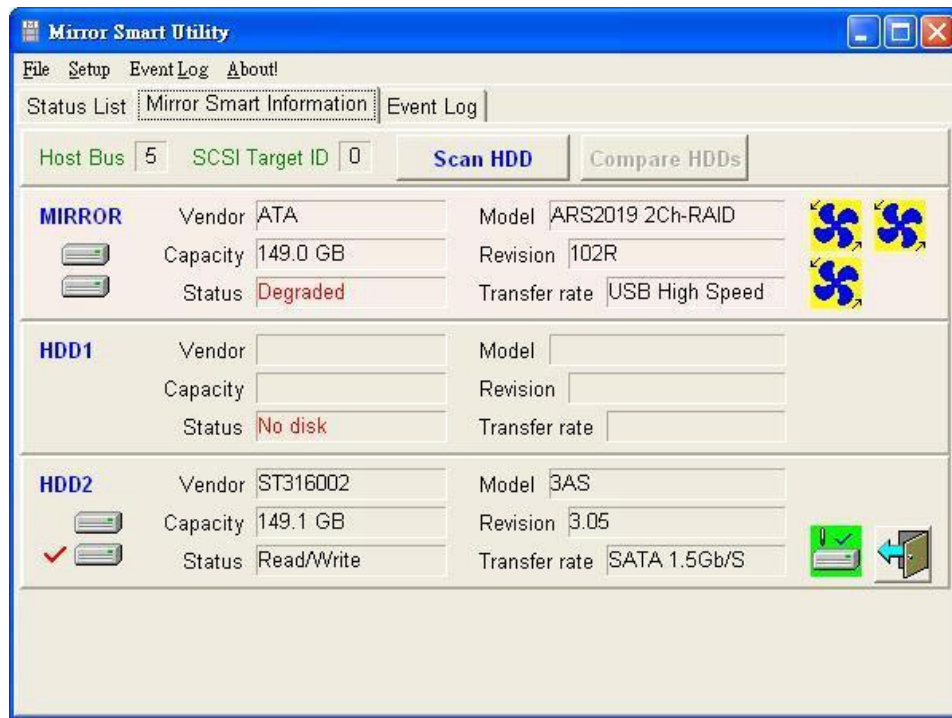 Mirror Smart Utility
File Setup Event Log About!
Status List Mirror Smart Information Event Log
Host Bus 5 SCSI Target ID 0 Scan HDD Compare HDDs
MIRROR Vendor ATA Model ARS2019 2Ch-RAID
Capacity 149.0 GB Revision 102R
Status Degraded Transfer rate USB High Speed
HDD1 Vendor Model
Capacity Revision
Status No disk Transfer rate
HDD2 Vendor ST316002 Model 3AS
Capacity 149.1 GB Revision 3.05
Status Read/Write Transfer rate SATA 1.5Gb/S